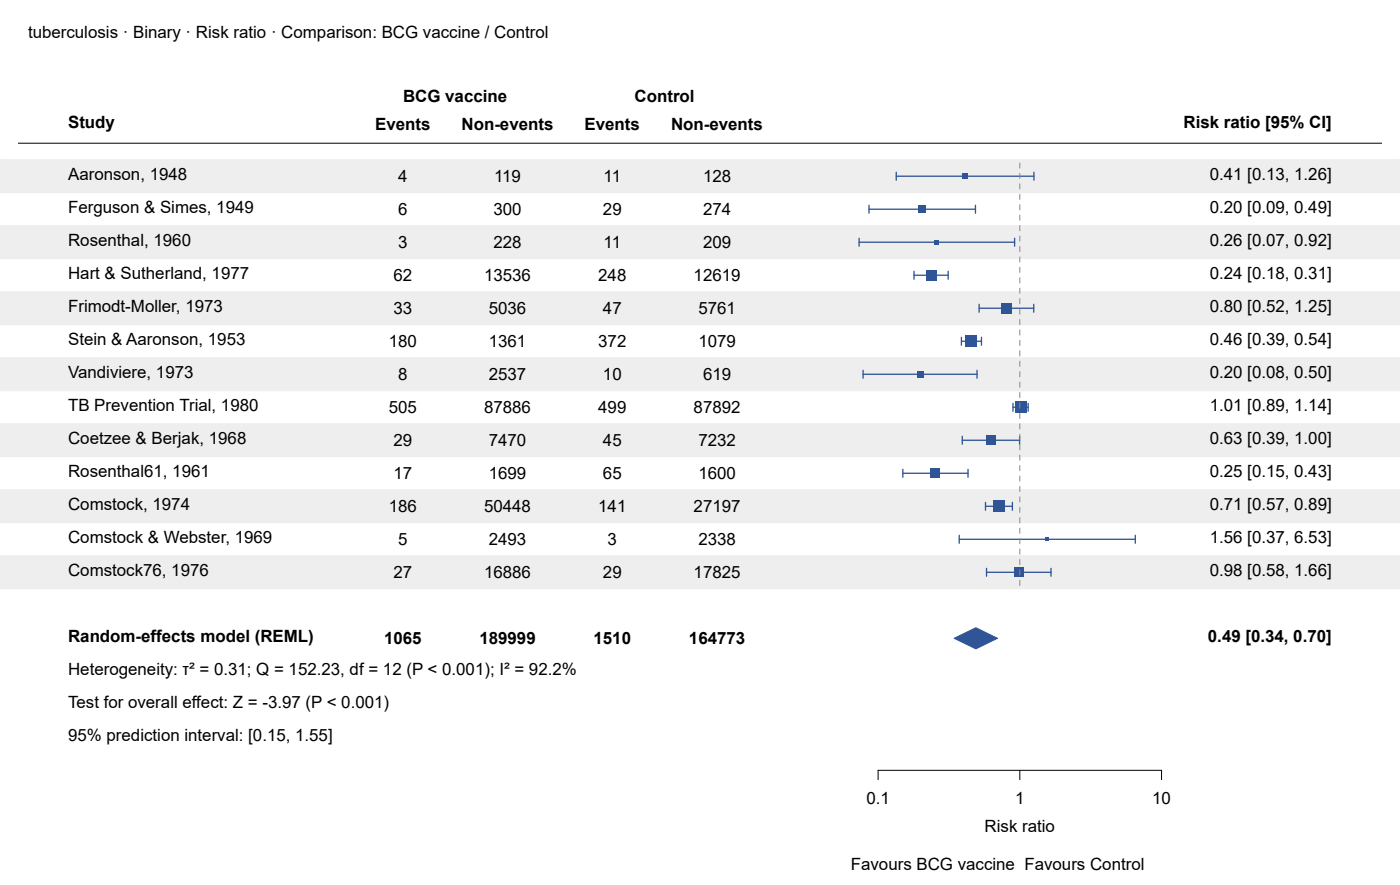 tuberculosis · Binary · Risk ratio · Comparison: BCG vaccine / Control
BCG vaccine Control
Study Events Non-events Events Non-events Risk ratio [95% CI]
Aaronson, 1948 4 119 11 128 0.41 [0.13, 1.26]
Ferguson & Simes, 1949 6 300 29 274 0.20 [0.09, 0.49]
Rosenthal, 1960 3 228 11 209 0.26 [0.07, 0.92]
Hart & Sutherland, 1977 62 13536 248 12619 0.24 [0.18, 0.31]
Frimodt-Moller, 1973 33 5036 47 5761 0.80 [0.52, 1.25]
Stein & Aaronson, 1953 180 1361 372 1079 0.46 [0.39, 0.54]
Vandiviere, 1973 8 2537 10 619 0.20 [0.08, 0.50]
TB Prevention Trial, 1980 505 87886 499 87892 1.01 [0.89, 1.14]
Coetzee & Berjak, 1968 29 7470 45 7232 0.63 [0.39, 1.00]
Rosenthal61, 1961 17 1699 65 1600 0.25 [0.15, 0.43]
Comstock, 1974 186 50448 141 27197 0.71 [0.57, 0.89]
Comstock & Webster, 1969 5 2493 3 2338 1.56 [0.37, 6.53]
Comstock76, 1976 27 16886 29 17825 0.98 [0.58, 1.66]
Random-effects model (REML) 1065 189999 1510 164773 0.49 [0.34, 0.70]
Heterogeneity: τ² = 0.31; Q = 152.23, df = 12 (P < 0.001); I² = 92.2%
Test for overall effect: Z = -3.97 (P < 0.001)
95% prediction interval: [0.15, 1.55]
0.1 1 10
Risk ratio
Favours BCG vaccine Favours Control